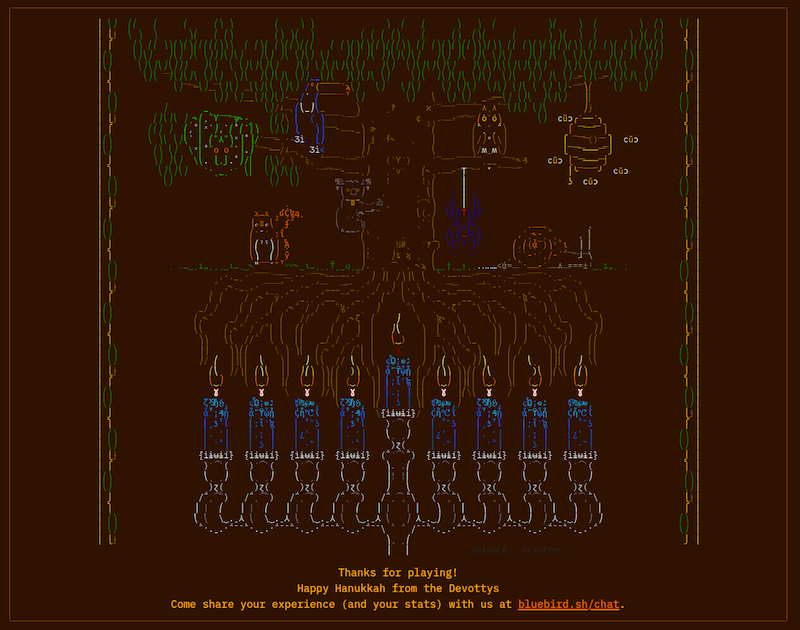 Thanks for playing!
Happy Hanukkah from the Devottys
Come share your experience (and your stats) with us at bluebird.sh/chat.